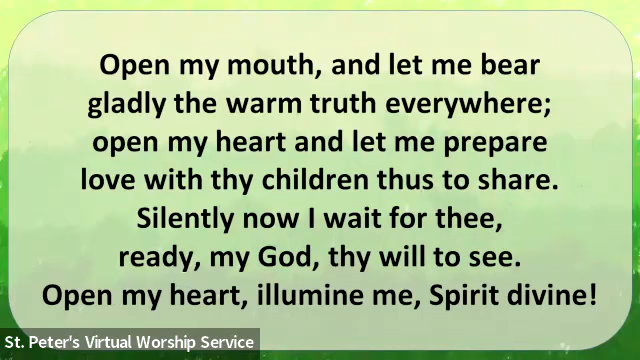 Open my mouth, and let me bear
gladly the warm truth everywhere;
open my heart and let me prepare
love with thy children thus to share.
Silently now I wait for thee,
ready, my God, thy will to see.
Open my heart, illumine me, Spirit divine!
St. Peter's Virtual Worship Service